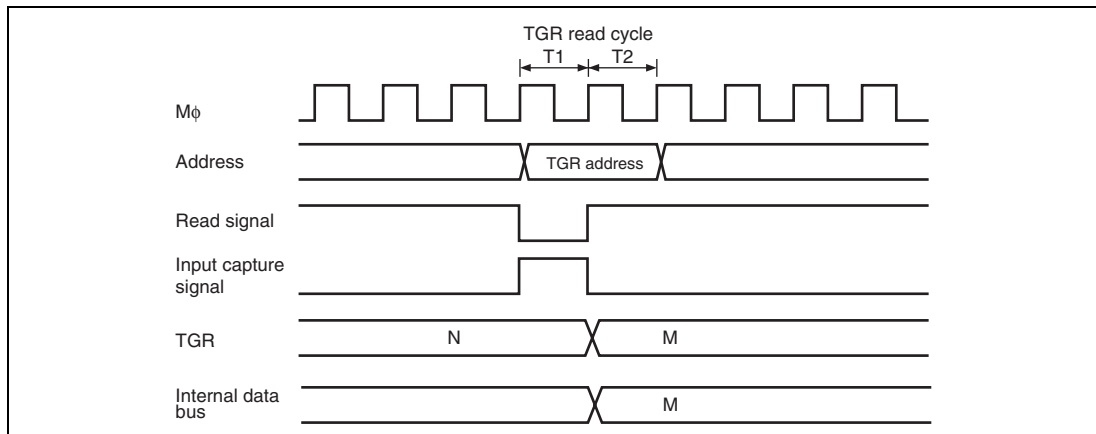 TGR read cycle
T1 T2
Mϕ
Address
TGR address
Read signal
Input capture
signal
TGR
N
M
Internal data
bus
M